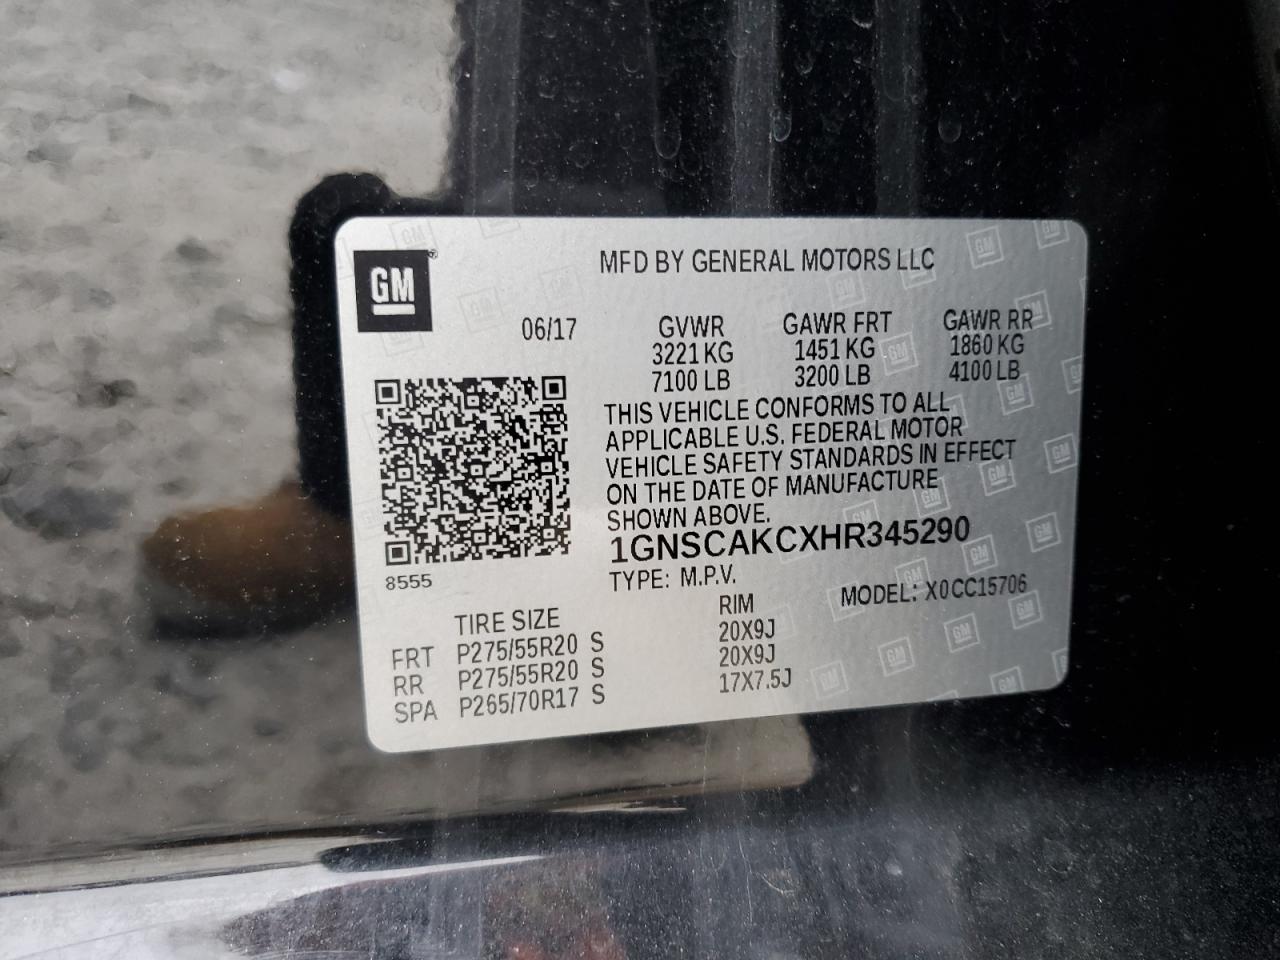 GM
MFD BY GENERAL MOTORS LLC
06/17
GVWR GAWR FRT GAWR RR
3221 KG 1451 KG 1860 KG
7100 LB 3200 LB 4100 LB
THIS VEHICLE CONFORMS TO ALL
APPLICABLE U.S. FEDERAL MOTOR
VEHICLE SAFETY STANDARDS IN EFFECT
ON THE DATE OF MANUFACTURE
SHOWN ABOVE.
1GNSCAKCXHR345290
8555
TYPE: M.P.V. MODEL: X0CC15706
TIRE SIZE RIM
FRT P275/55R20 S 20X9J
RR P275/55R20 S 20X9J
SPA P265/70R17 S 17X7.5J